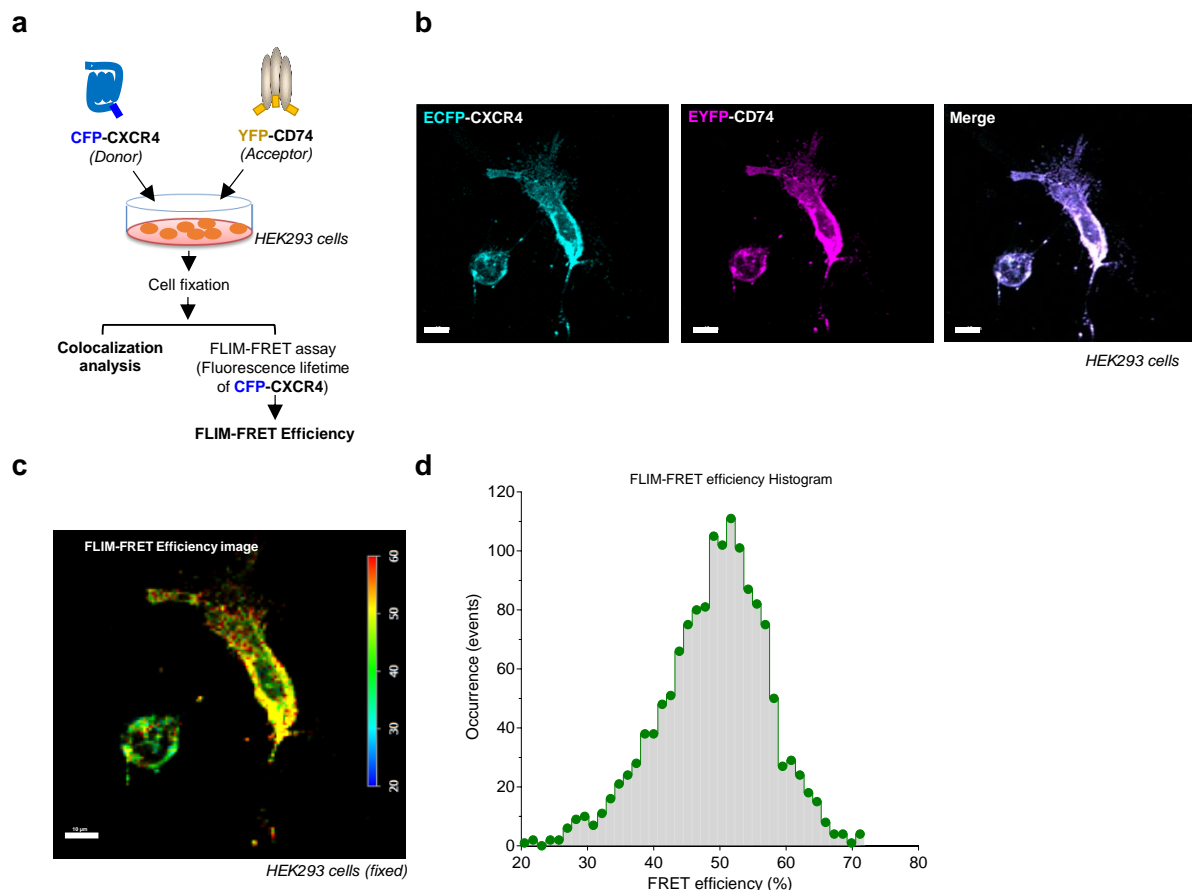 a
CFP-CXCR4
(Donor)
YFP-CD74
(Acceptor)
HEK293 cells
Cell fixation
Colocalization
analysis
FLIM-FRET assay
(Fluorescence lifetime
of CFP-CXCR4)
FLIM-FRET Efficiency
b
ECFP-CXCR4
EYFP-CD74
Merge
HEK293 cells
c
FLIM-FRET Efficiency image
60
50
40
30
20
10 µm
HEK293 cells (fixed)
d
FLIM-FRET efficiency Histogram
Occurrence (events)
120
100
80
60
40
20
0
20 30 40 50 60 70 80
FRET efficiency (%)